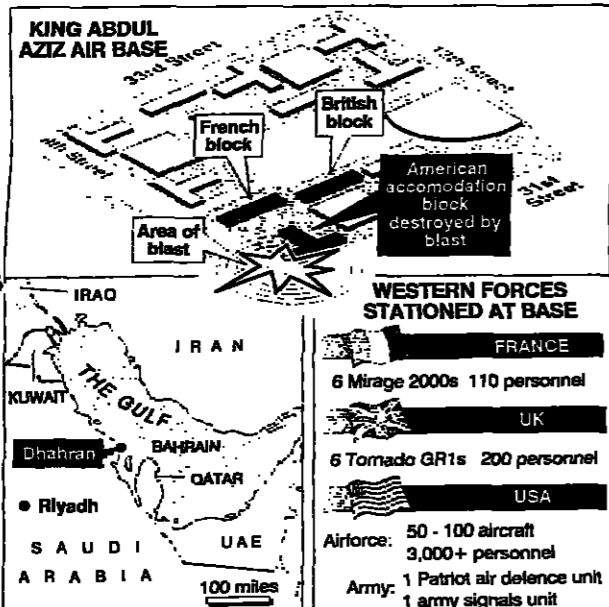 KING ABDUL
AZIZ AIR BASE
33rd Street
13th Street
French
block
British
block
4th Street
American
accomodation
block
destroyed by
blast
31st
Street
Area of
blast
IRAQ
IRAN
KUWAIT
THE GULF
Dhahran
BAHRAIN
QATAR
Riyadh
SAUDI
ARABIA
UAE
100 miles
WESTERN FORCES
STATIONED AT BASE
FRANCE
6 Mirage 2000s 110 personnel
UK
6 Tornado GR1s 200 personnel
USA
Airforce: 50 - 100 aircraft
3,000+ personnel
Army: 1 Patriot air defence unit
1 army signals unit